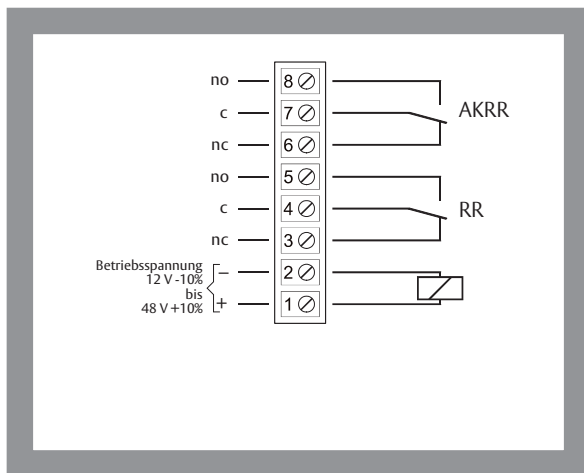 no 8
c 7 AKRR
nc 6
no 5
c 4 RR
nc 3
Betriebsspannung
12 V -10%
bis
48 V +10%
– 2
+ 1